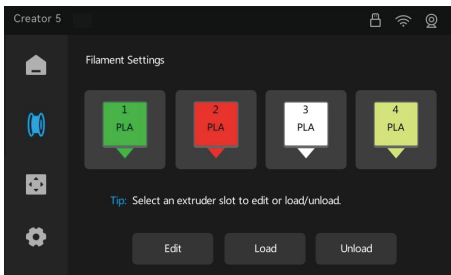 Creator 5
Filament Settings
1 2 3 4
PLA PLA PLA PLA
Tip: Select an extruder slot to edit or load/unload.
Edit Load Unload